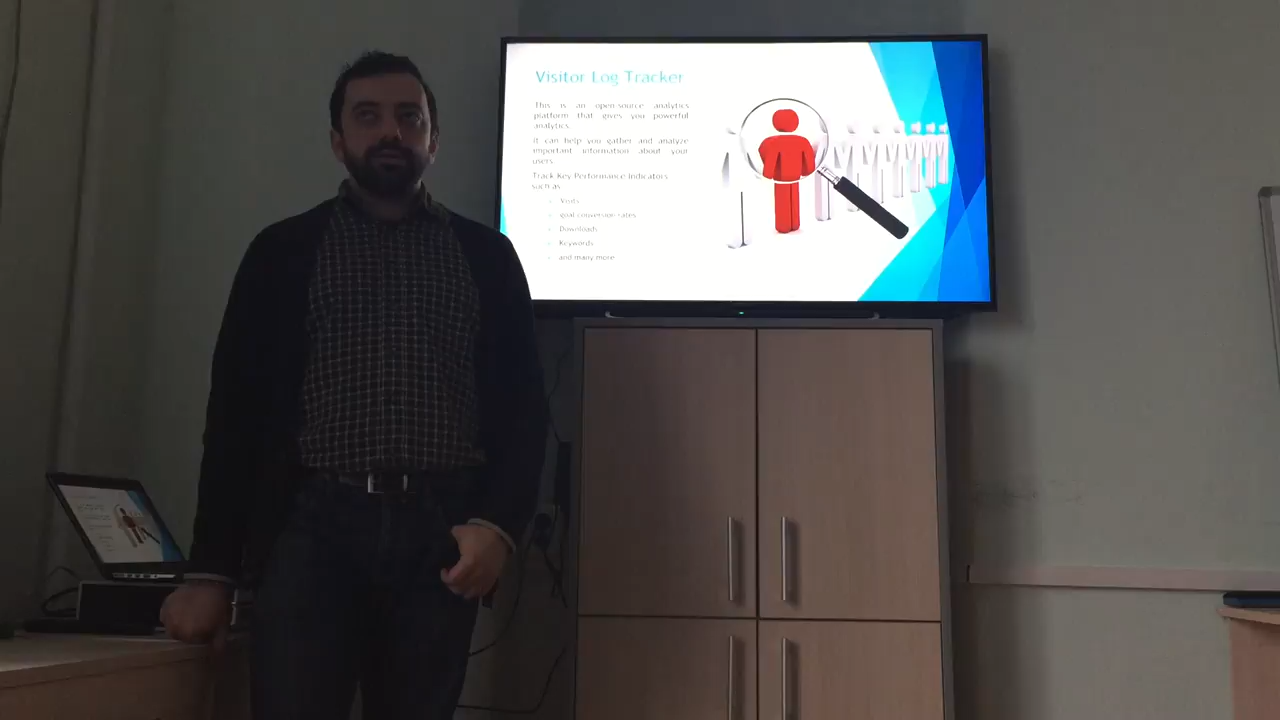 Visitor Log Tracker
This is an open-source analytics
platform that gives you powerful
analytics.
It can help you gather and analyze
important information about your
users.
Track Key Performance Indicators
such as
Visits
goal conversion rates
Downloads
Keywords
and many more